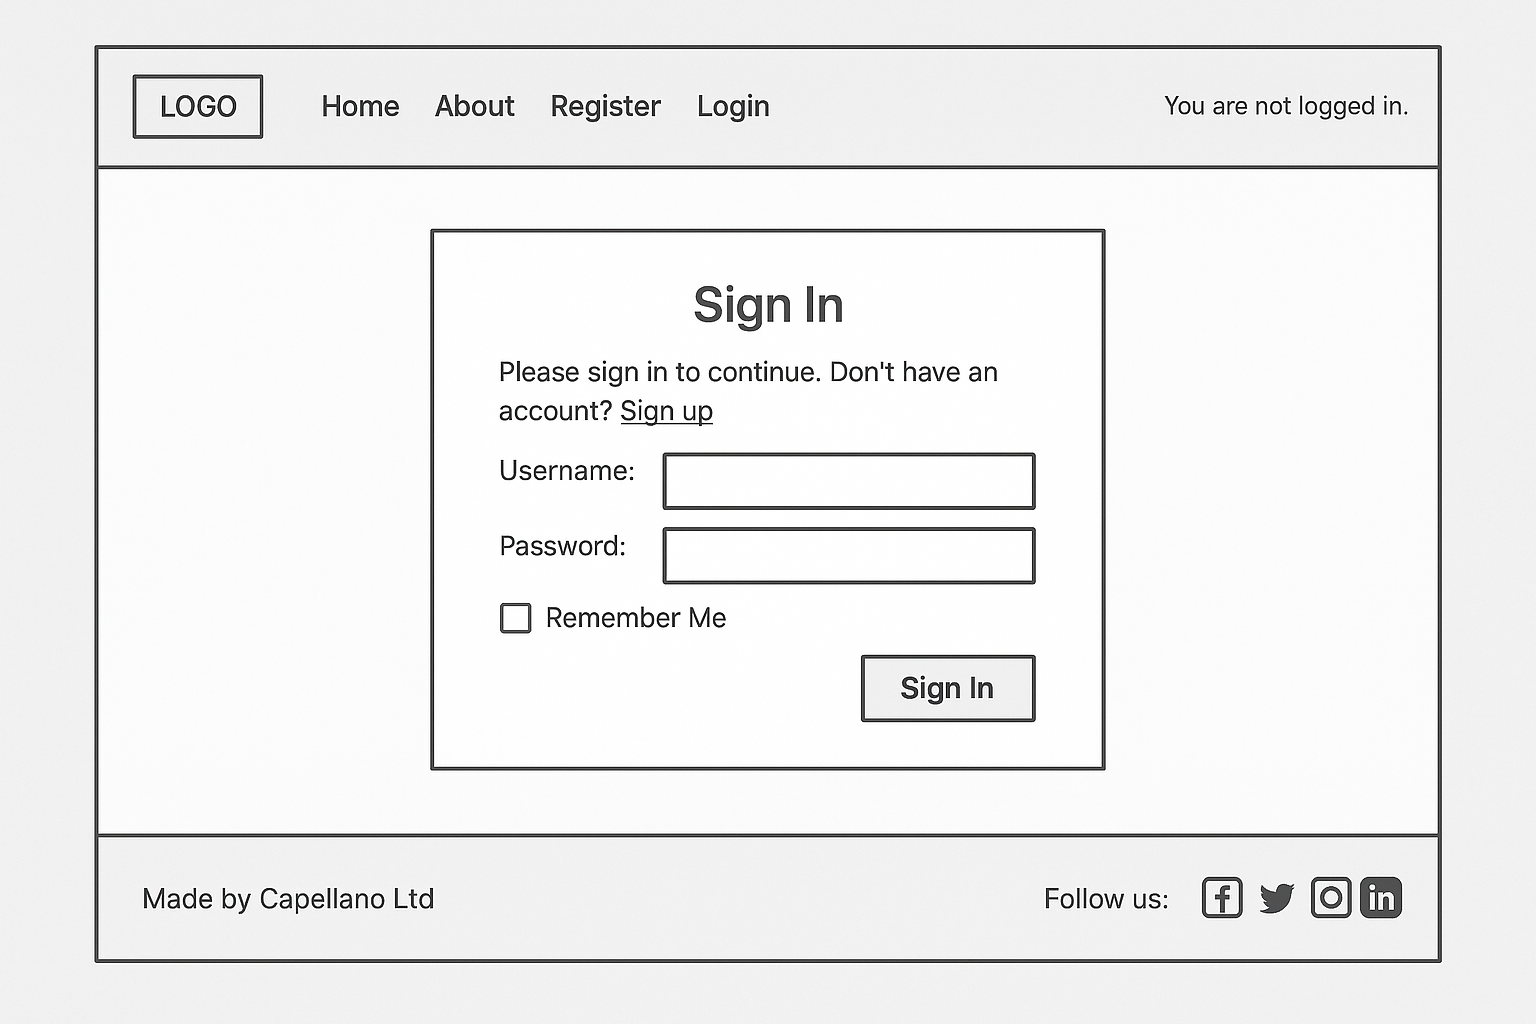 LOGO Home About Register Login You are not logged in.
Sign In
Please sign in to continue. Don't have an
account? Sign up
Username:
Password:
Remember Me
Sign In
Made by Capellano Ltd Follow us: f in